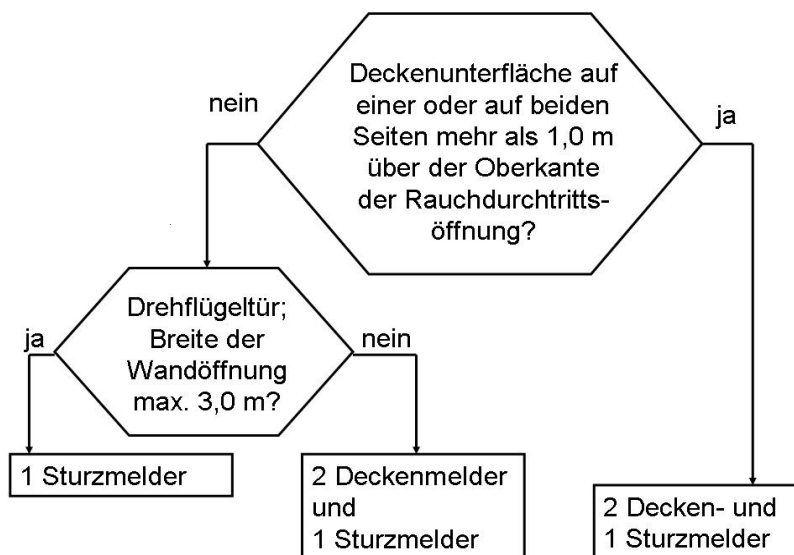 Deckenunterfläche auf
einer oder auf beiden
Seiten mehr als 1,0 m
über der Oberkante
der Rauchdurchtritts-
öffnung?
nein
ja
Drehflügeltür;
Breite der
Wandöffnung
max. 3,0 m?
ja
nein
1 Sturzmelder
2 Deckenmelder
und
1 Sturzmelder
2 Decken- und
1 Sturzmelder